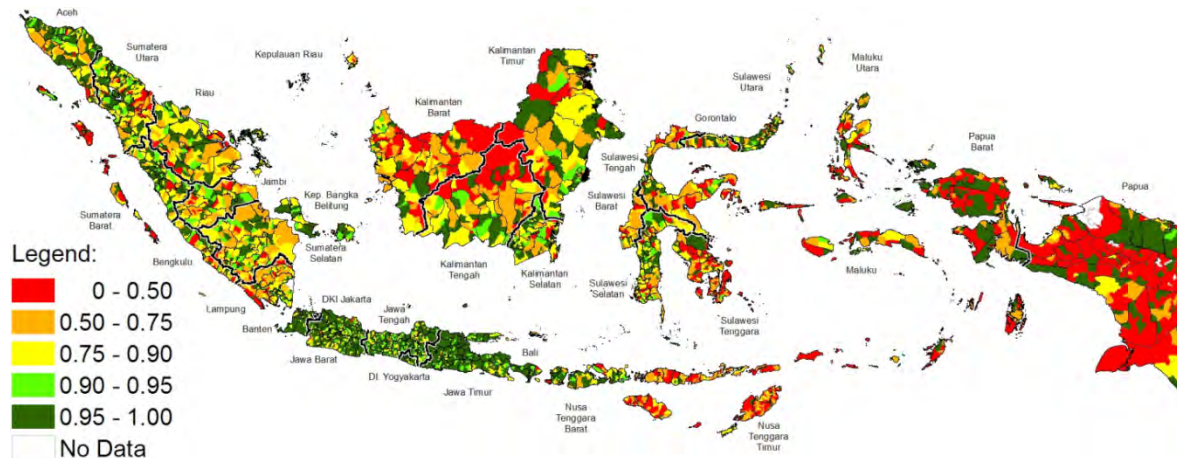 Aceh
Sumatera
Utara
Kepulauan Riau
Riau
Kalimantan
Timur
Kalimantan
Barat
Sulawesi
Utara
Maluku
Utara
Gorontalo
Papua
Barat
Papua
Sulawesi
Tengah
Jambi
Kep. Bangka
Belitung
Sulawesi
Barat
Sumatera
Barat
Sumatera
Selatan
Bengkulu
Kalimantan
Tengah
Kalimantan
Selatan
Maluku
Sulawesi
Selatan
Lampung
DKI Jakarta
Jawa
Tengah
Sulawesi
Tenggara
Banten
Jawa Barat
Bali
DI. Yogyakarta
Jawa Timur
Nusa
Tenggara
Barat
Nusa
Tenggara
Timur
Legend:
0 - 0.50
0.50 - 0.75
0.75 - 0.90
0.90 - 0.95
0.95 - 1.00
No Data